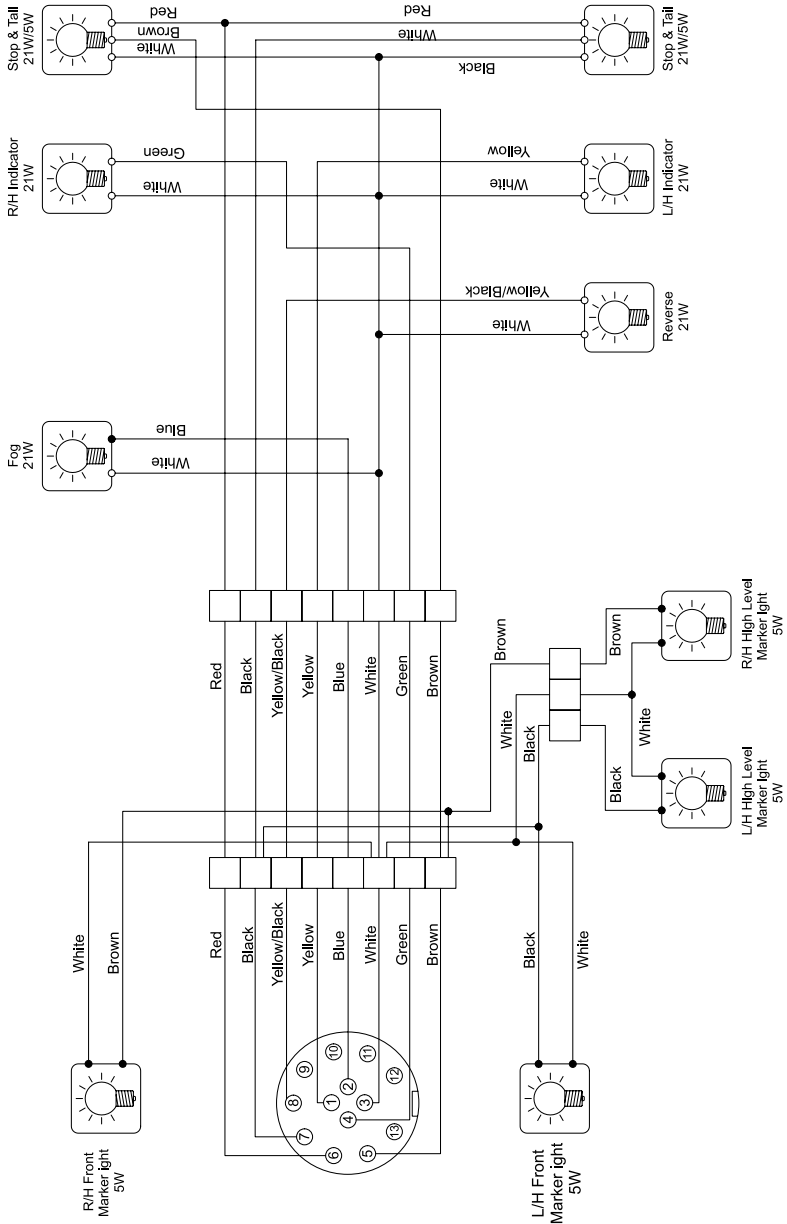 Stop & Tail
21W/5W
Red
Brown
White
Red
White
Black
Stop & Tail
21W/5W
R/H Indicator
21W
Green
White
Yellow
White
L/H Indicator
21W
Yellow/Black
White
Reverse
21W
Fog
21W
Blue
White
Red
Black
Yellow/Black
Yellow
Blue
White
Green
Brown
Brown
White
Black
Brown
White
Black
R/H High Level
Marker light
5W
L/H High Level
Marker light
5W
White
Brown
Red
Black
Yellow/Black
Yellow
Blue
White
Green
Brown
Black
White
R/H Front
Marker light
5W
1
2
3
4
5
6
7
8
9
10
11
12
13
L/H Front
Marker light
5W